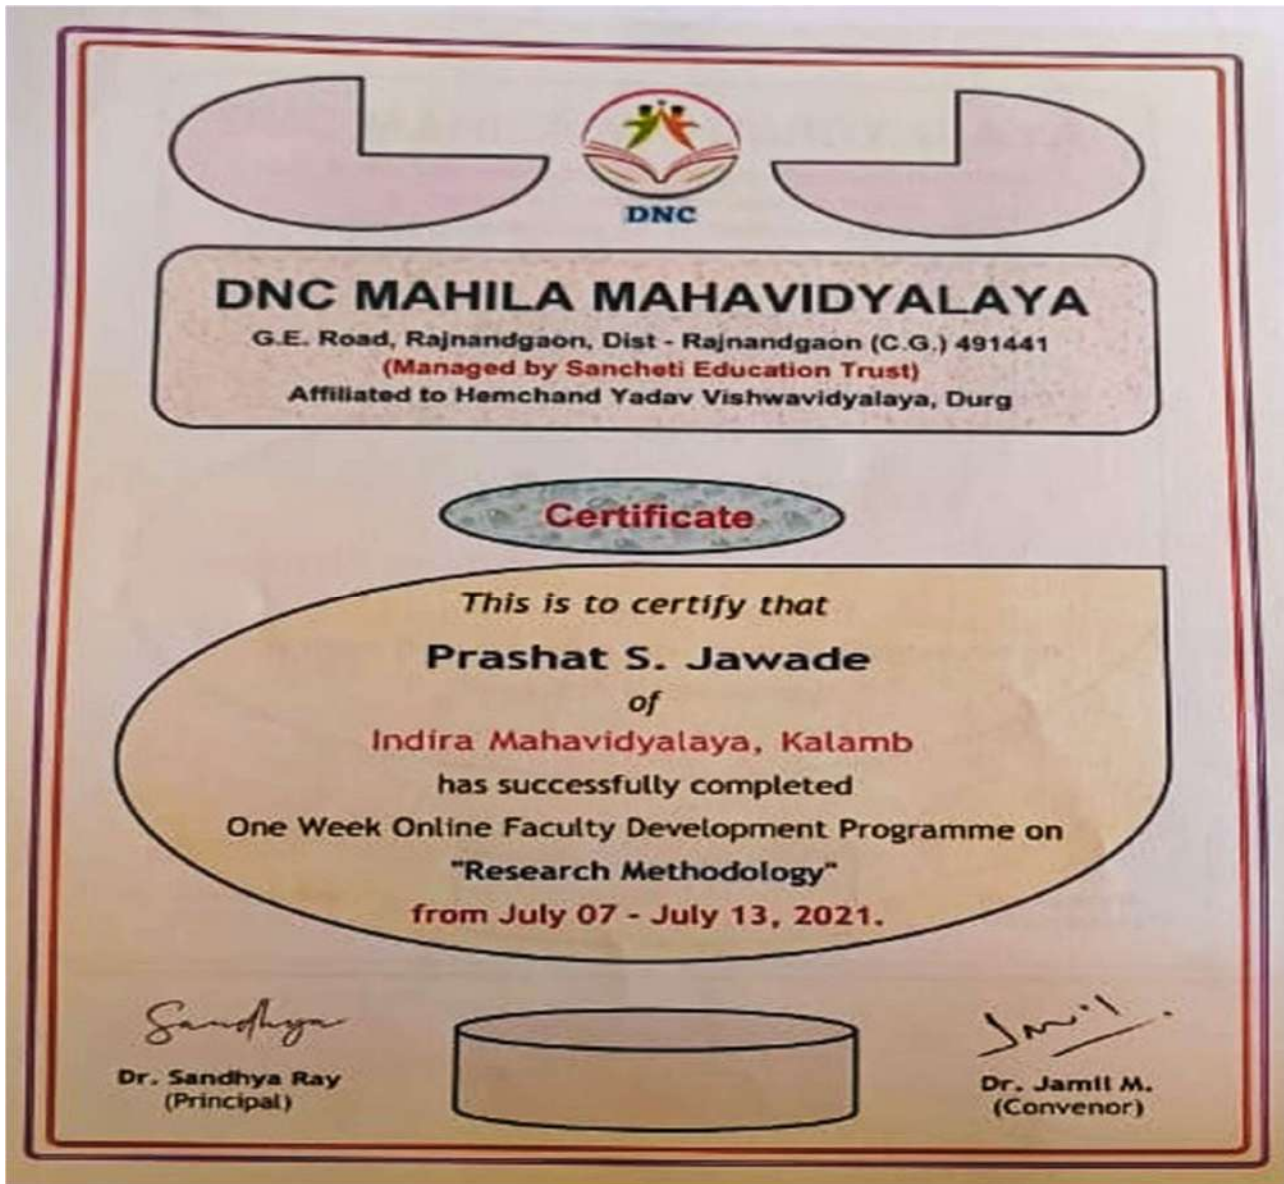 DNC
DNC MAHILA MAHAVIDYALAYA
G.E. Road, Rajnandgaon, Dist - Rajnandgaon (C.G.) 491441
(Managed by Sancheti Education Trust)
Affiliated to Hemchand Yadav Vishwavidyalaya, Durg
Certificate
This is to certify that
Prashat S. Jawade
of
Indira Mahavidyalaya, Kalamb
has successfully completed
One Week Online Faculty Development Programme on
"Research Methodology"
from July 07 - July 13, 2021.
Sandhya
Jamil
Dr. Sandhya Ray
(Principal)
Dr. Jamil M.
(Convenor)